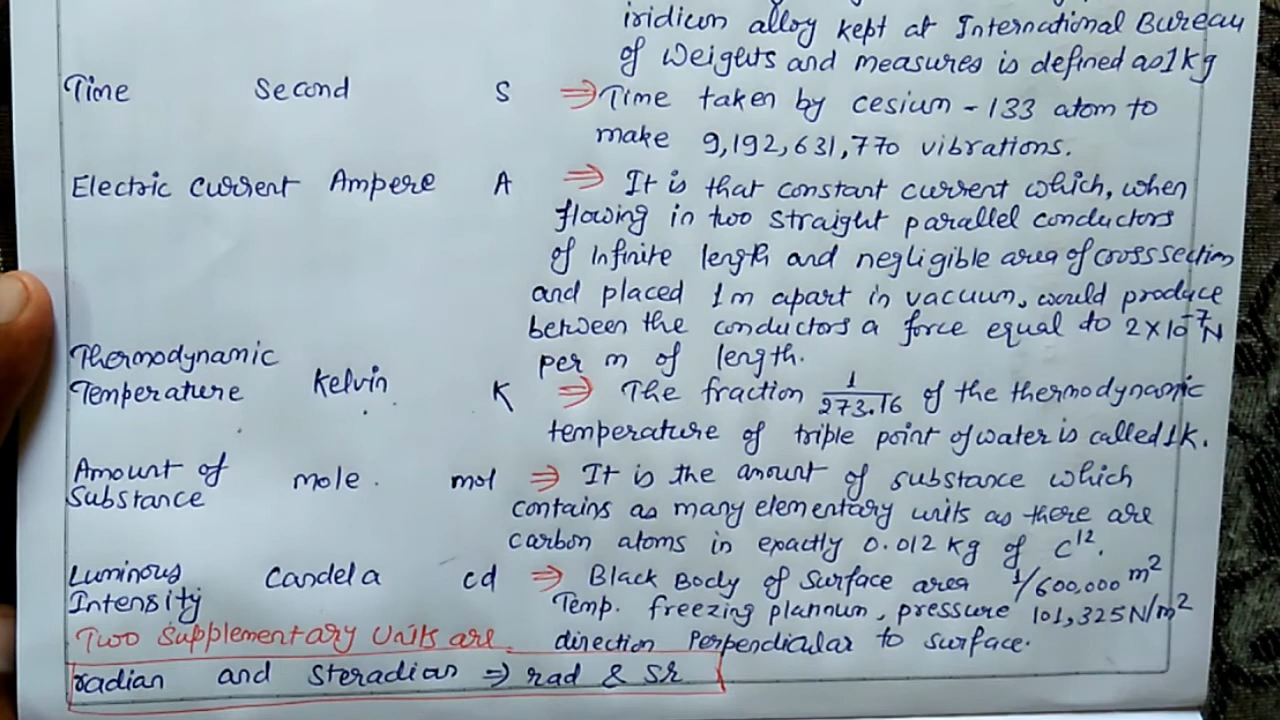 iridium alloy kept at International Bureau
of Weights and measures is defined as 1 kg
Time Second S ⇒ Time taken by cesium - 133 atom to
make 9,192,631,770 vibrations.
Electric Current Ampere A ⇒ It is that constant current which, when
flowing in two straight parallel conductors
of Infinite length and negligible area of cross section
and placed 1m apart in vacuum, would produce
between the conductors a force equal to 2×10⁻⁷N
per m of length.
Thermodynamic
Temperature Kelvin K ⇒ The fraction 1/273.16 of the thermodynamic
temperature of triple point of water is called 1K.
Amount of
Substance mole. mol ⇒ It is the amount of substance which
contains as many elementary units as there are
carbon atoms in exactly 0.012 kg of C¹².
Luminous
Intensity Candela cd ⇒ Black Body of Surface area 1/600,000 m²
Temp. freezing plannum, pressure 101,325 N/m²
direction Perpendicular to surface.
Two Supplementary Units are.
radian and Steradian ⇒ rad & Sr